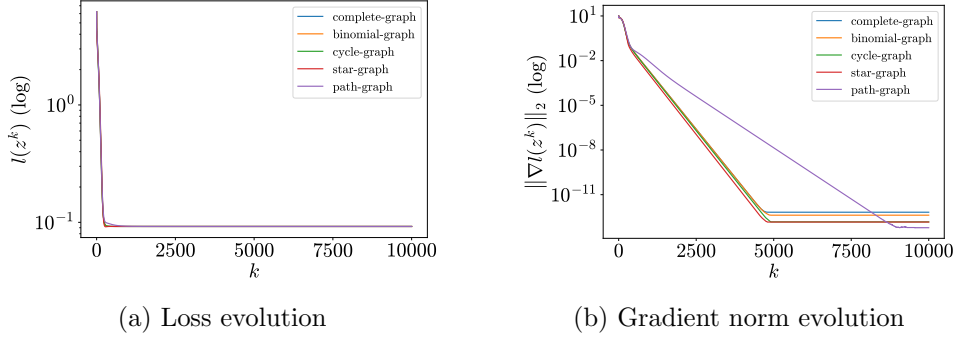 complete-graph
binomial-graph
cycle-graph
star-graph
path-graph
l(z^k) (log)
10^0
10^{-1}
0 2500 5000 7500 10000
k
(a) Loss evolution
complete-graph
binomial-graph
cycle-graph
star-graph
path-graph
||∇l(z^k)||_2 (log)
10^1
10^{-2}
10^{-5}
10^{-8}
10^{-11}
0 2500 5000 7500 10000
k
(b) Gradient norm evolution